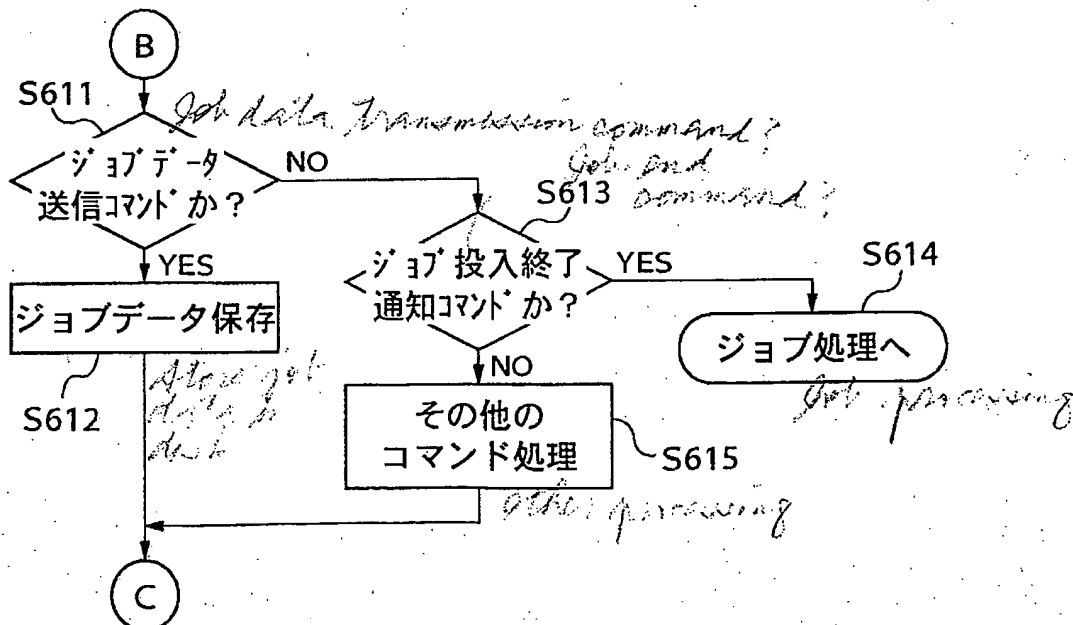 B
S611
Job data transmission command?
ジョブデータ
送信コマンドか？
NO
Job end
command?
S613
YES
ジョブ投入終了
通知コマンドか？
YES
S614
ジョブデータ保存
ジョブ処理へ
NO
S612
Store job
data
Job processing
その他の
コマンド処理
S615
other processing
C